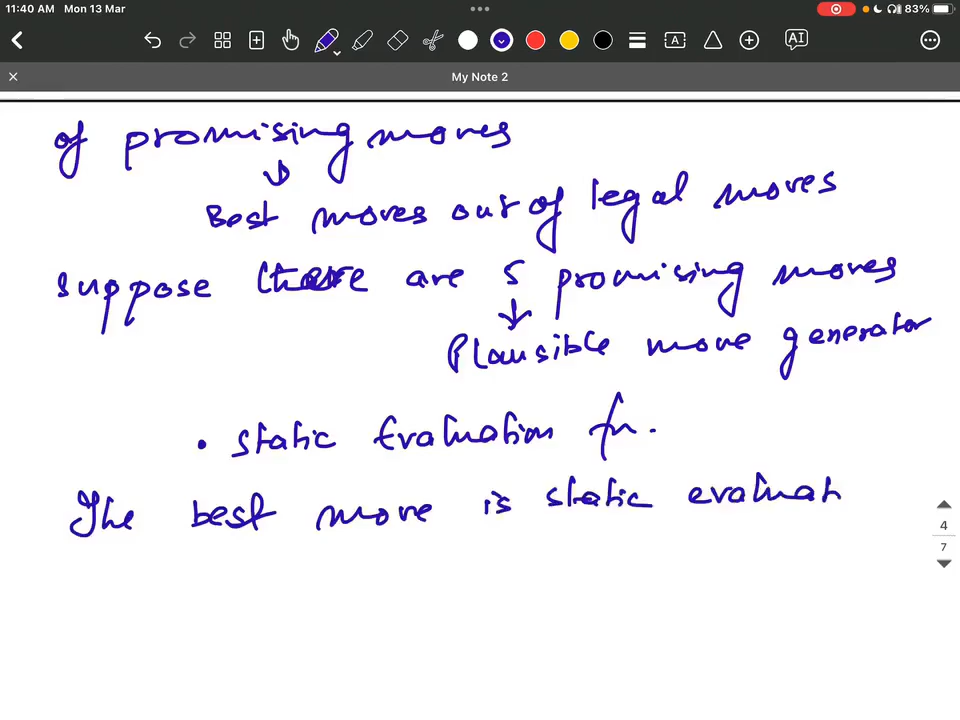 11:40 AM Mon 13 Mar 83%
A AI
My Note 2
of promising moves
Best moves out of legal moves
suppose there are 5 promising moves
Plausible move generator
• static Evaluation fn.
The best move is static evaluat
4
7